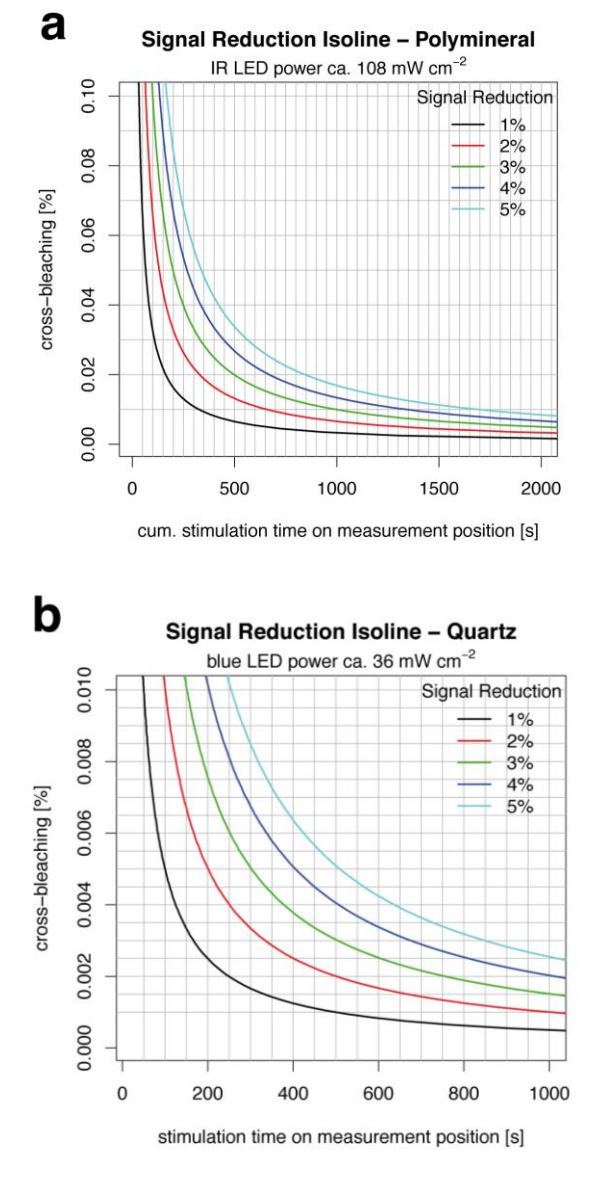 a
Signal Reduction Isoline – Polymineral
IR LED power ca. 108 mW cm−2
Signal Reduction
1%
2%
3%
4%
5%
cross−bleaching [%]
0.10
0.08
0.06
0.04
0.02
0.00
0 500 1000 1500 2000
cum. stimulation time on measurement position [s]
b
Signal Reduction Isoline – Quartz
blue LED power ca. 36 mW cm−2
Signal Reduction
1%
2%
3%
4%
5%
cross−bleaching [%]
0.010
0.008
0.006
0.004
0.002
0.000
0 200 400 600 800 1000
stimulation time on measurement position [s]